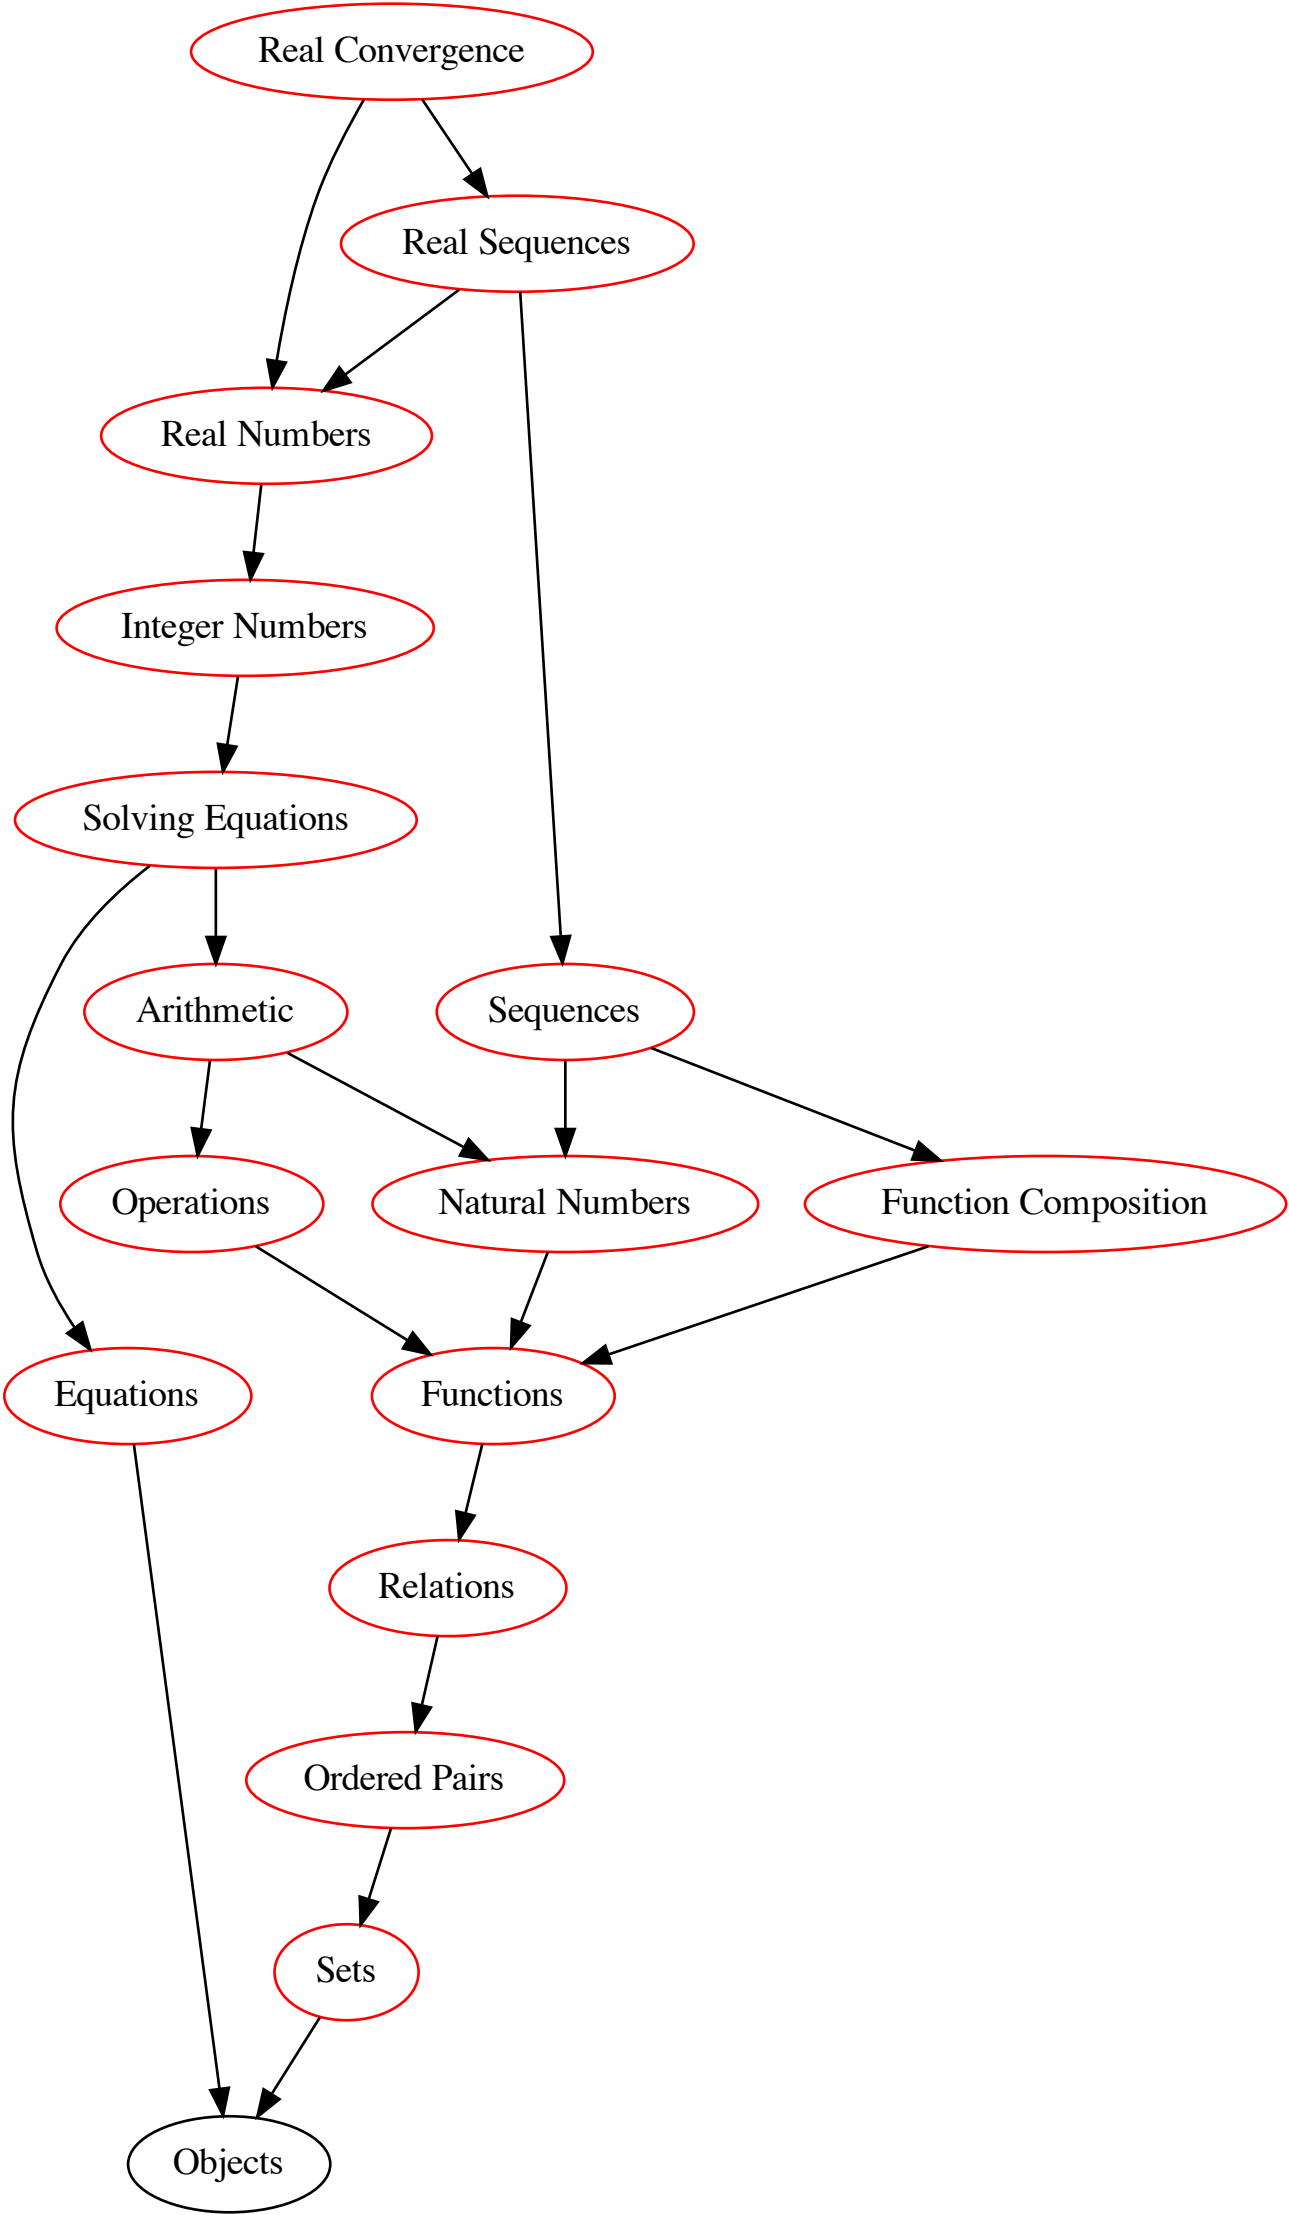 Real Convergence
Real Sequences
Real Numbers
Integer Numbers
Solving Equations
Arithmetic
Sequences
Operations
Natural Numbers
Function Composition
Equations
Functions
Relations
Ordered Pairs
Sets
Objects